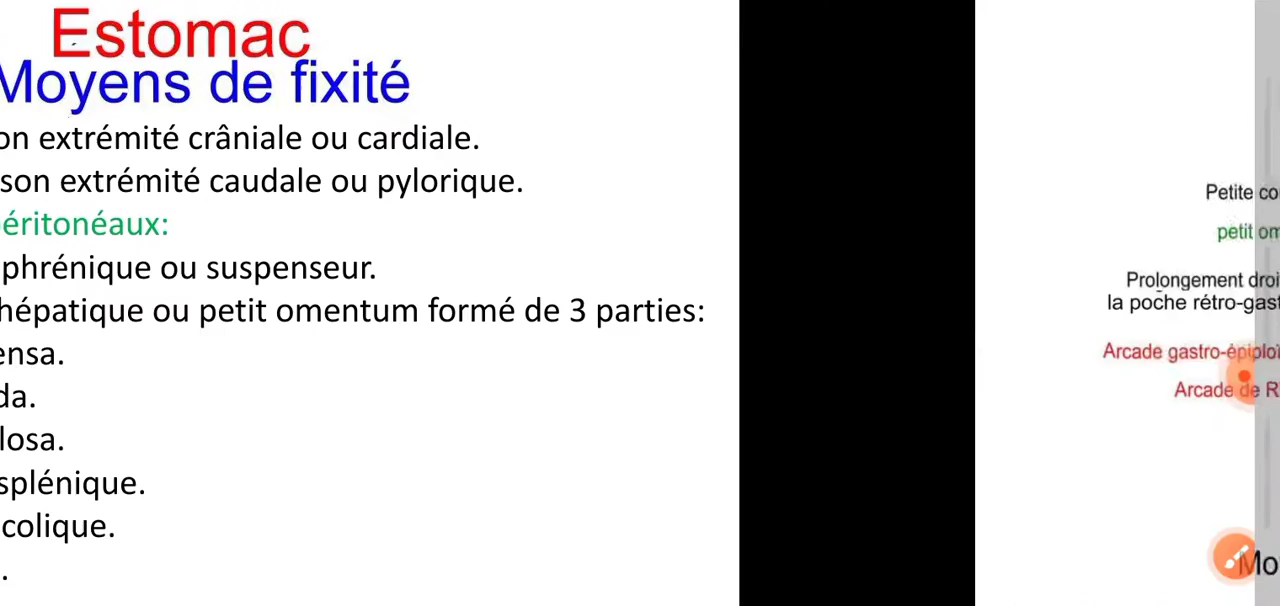 Estomac
Moyens de fixité
on extrémité crâniale ou cardiale.
son extrémité caudale ou pylorique.
éritonéaux:
phrénique ou suspenseur.
hépatique ou petit omentum formé de 3 parties:
ensa.
da.
losa.
splénique.
colique.
.
Petite co
petit om
Prolongement droi
la poche rétro-gast
Arcade gastro-éploï
Arcade de R
Mo